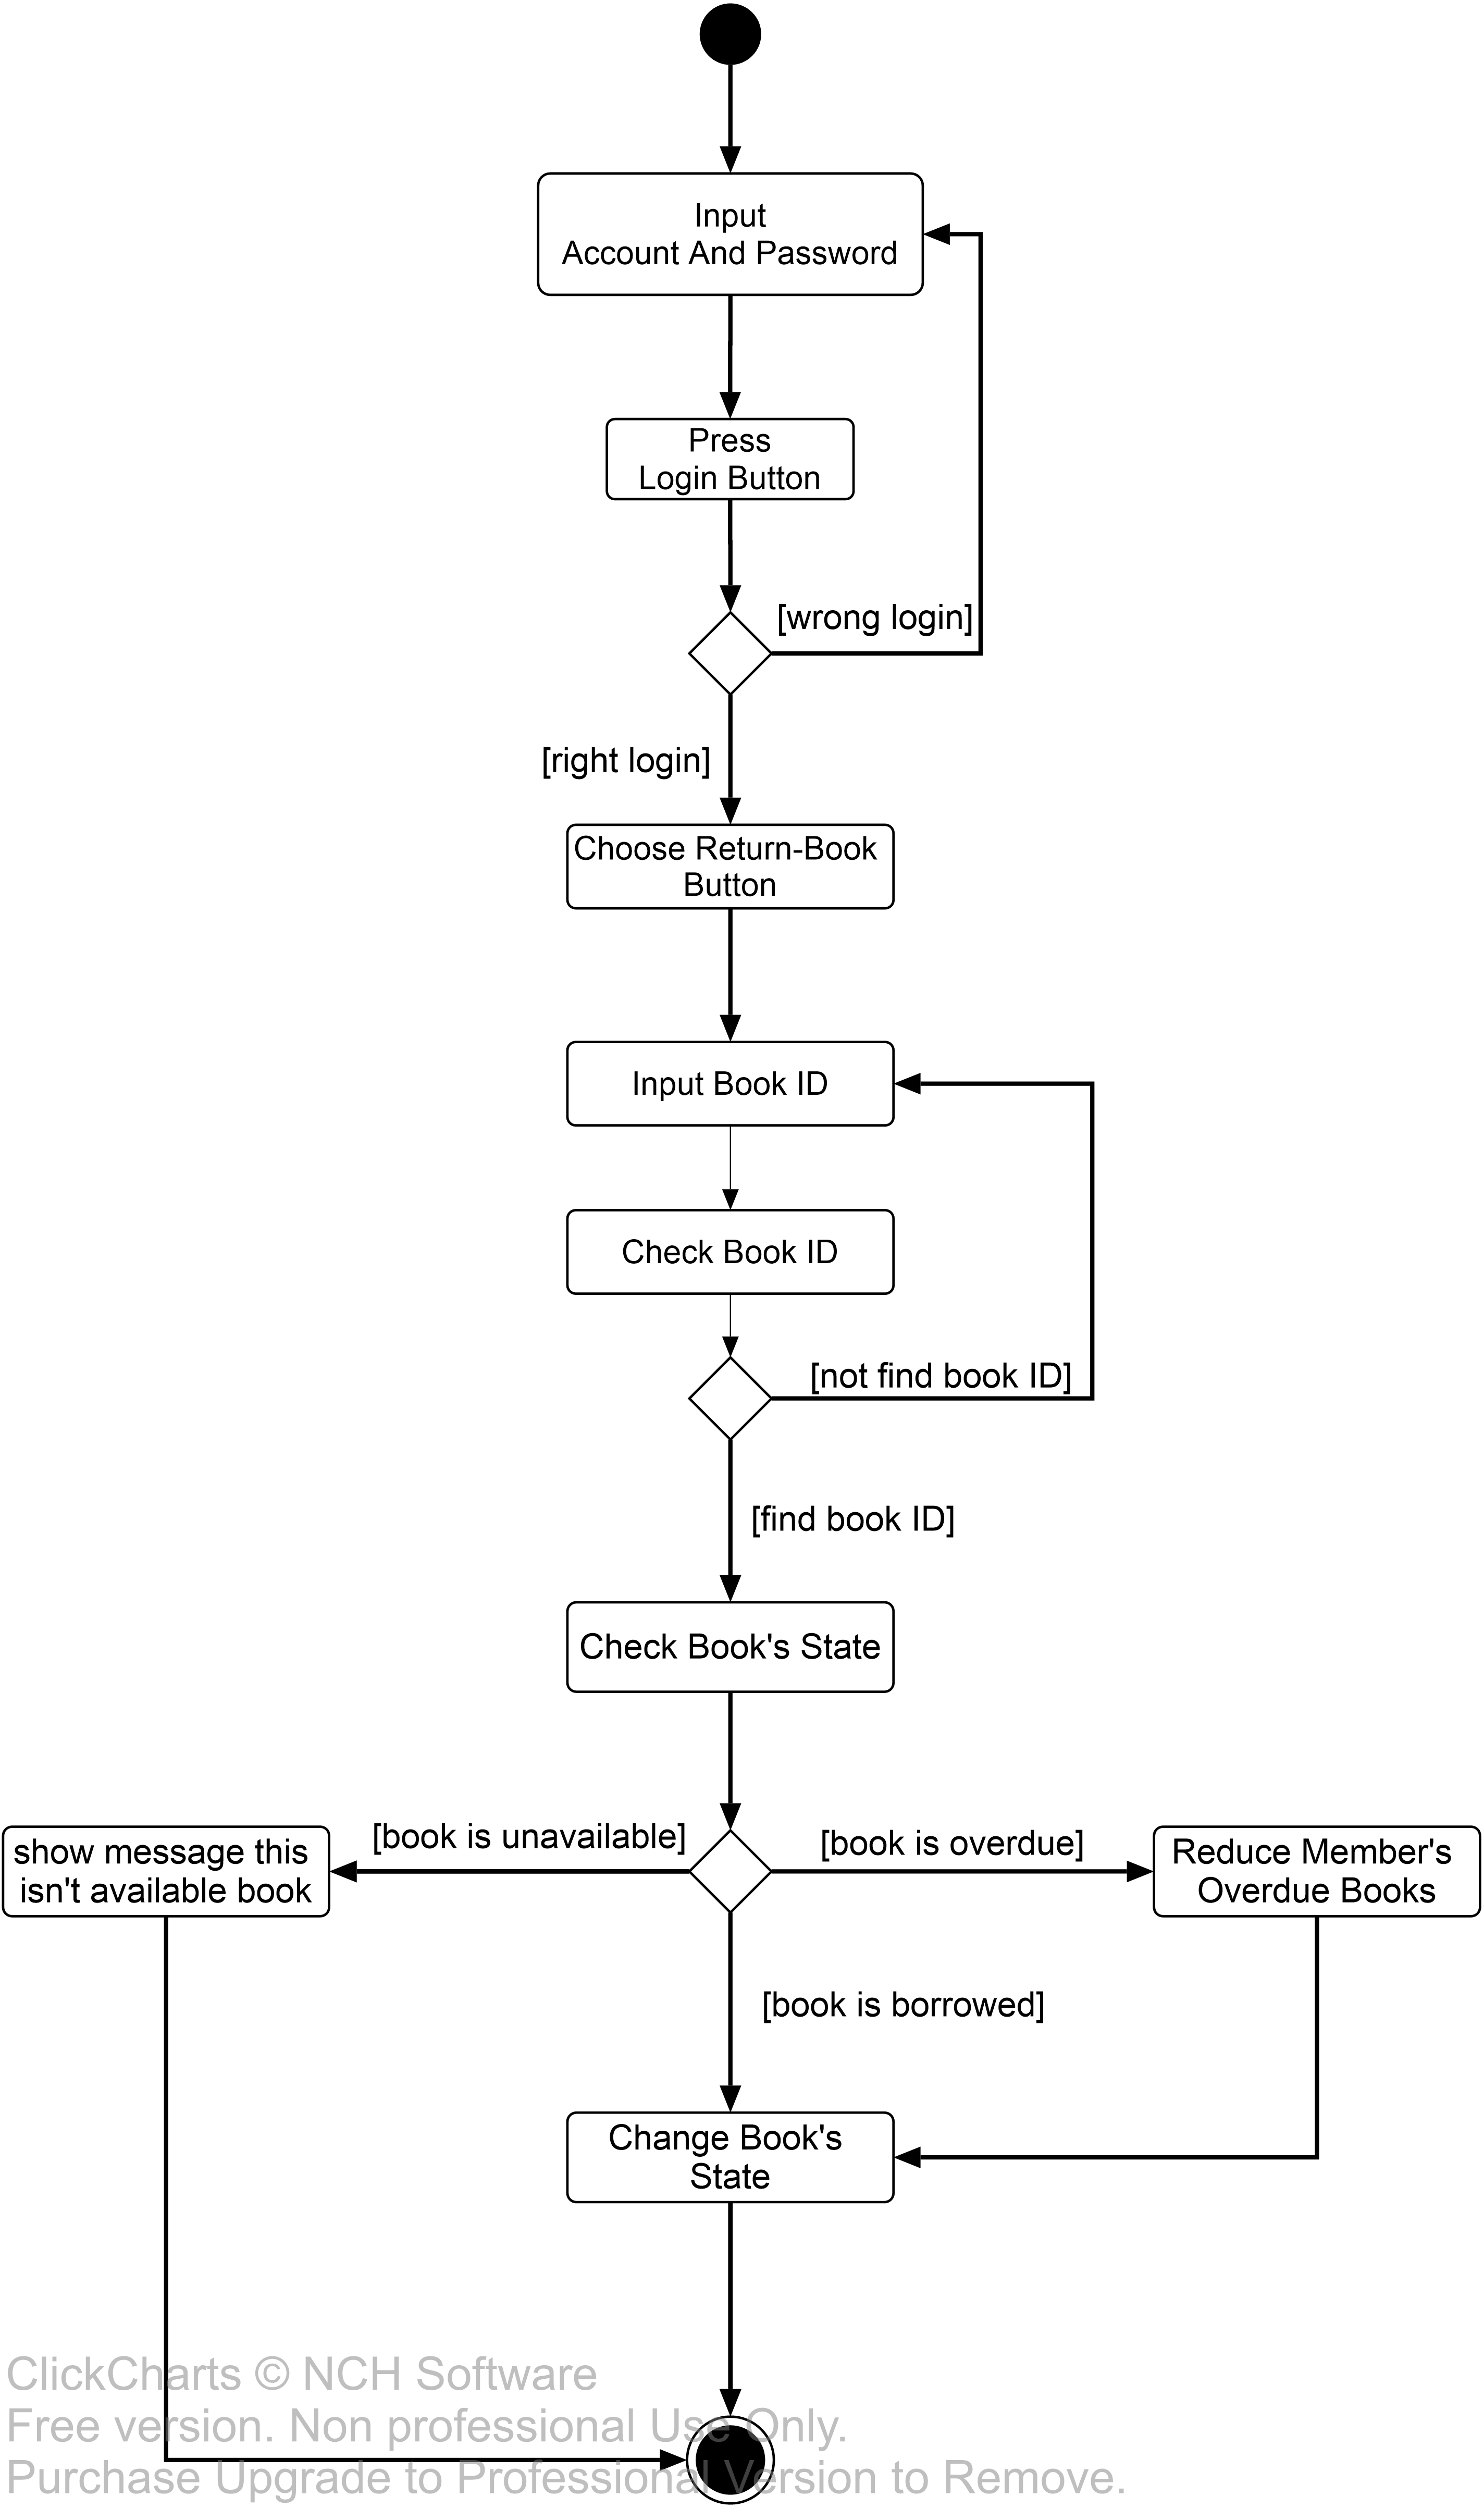 Input
Account And Password
Press
Login Button
[wrong login]
[right login]
Choose Return-Book
Button
Input Book ID
Check Book ID
[not find book ID]
[find book ID]
Check Book's State
[book is unavailable]
[book is overdue]
show message this
isn't available book
Reduce Member's
Overdue Books
[book is borrowed]
Change Book's
State
ClickCharts © NCH Software
Free version. Non professional Use Only.
Purchase Upgrade to Professional Version to Remove.